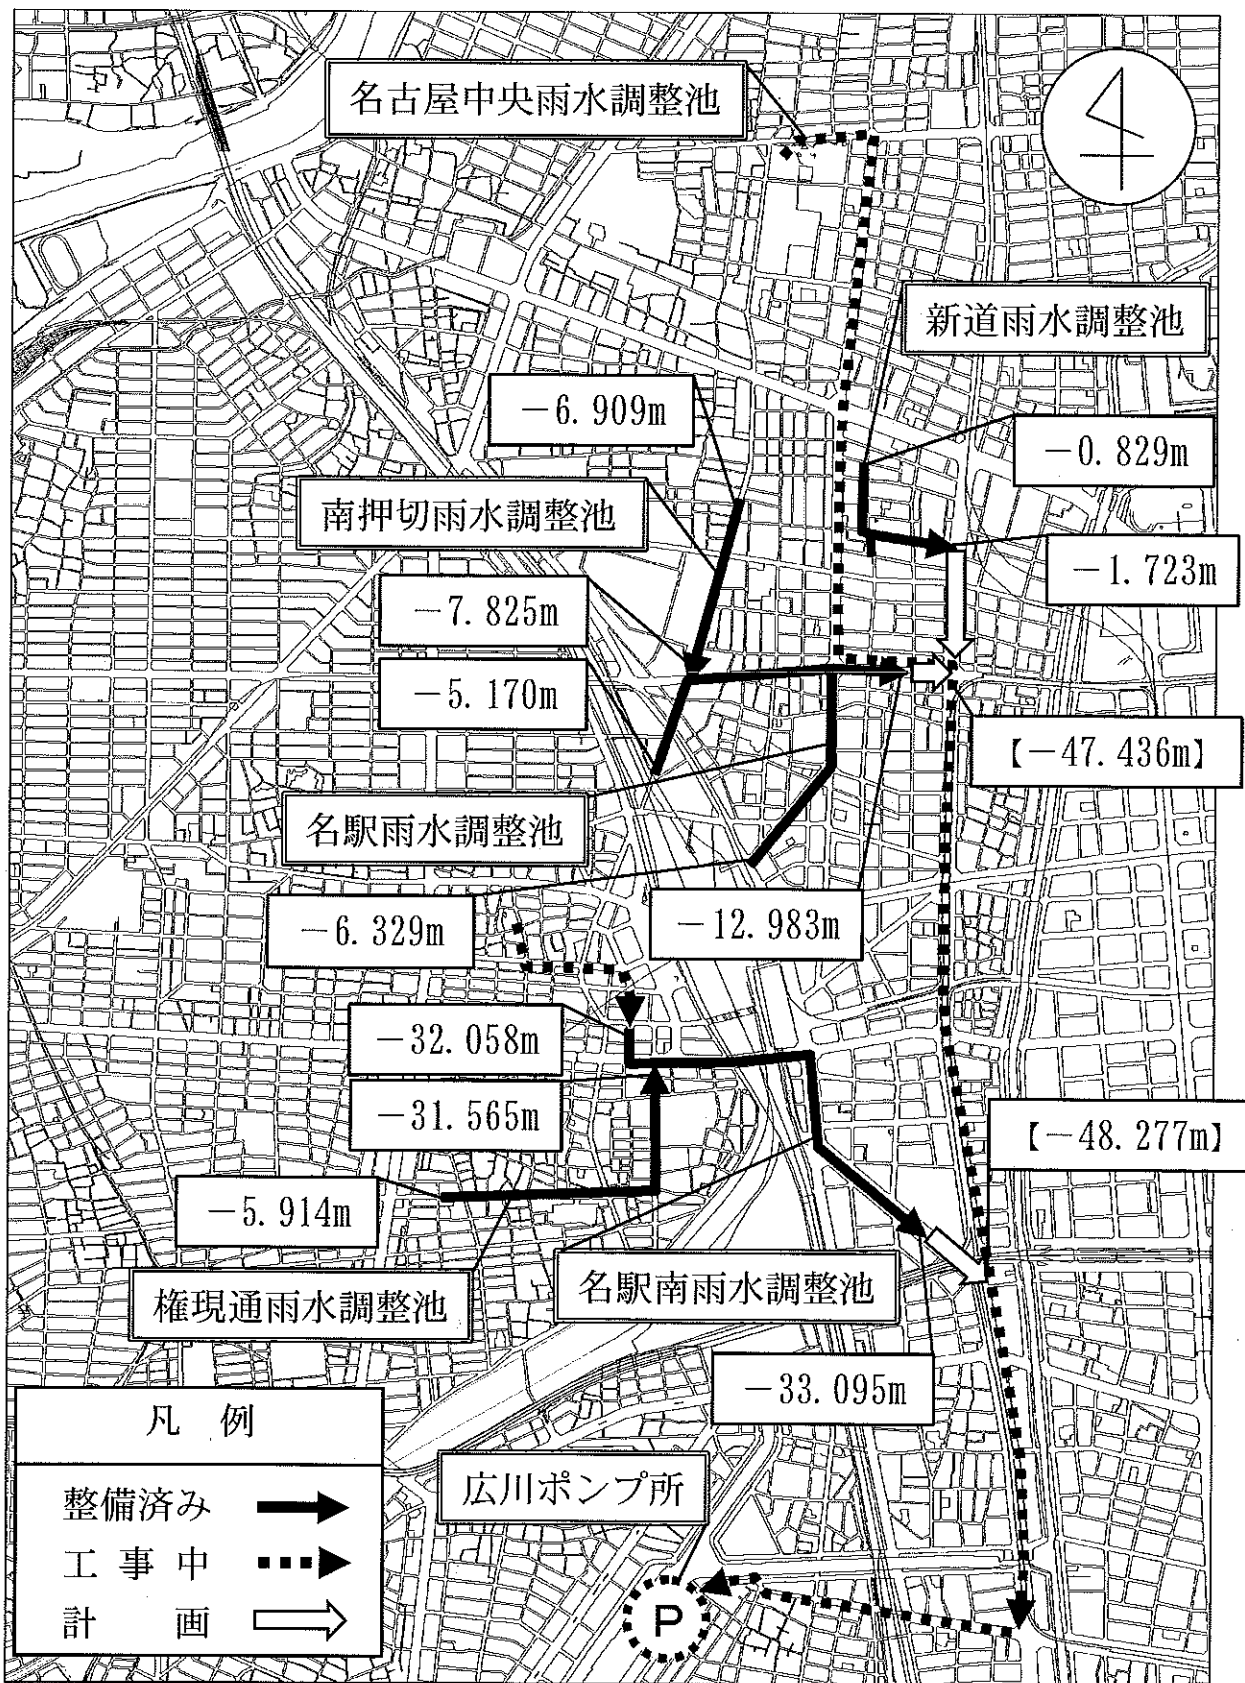 名古屋中央雨水調整池
新道雨水調整池
−6.909m
−0.829m
南押切雨水調整池
−1.723m
−7.825m
−5.170m
【−47.436m】
名駅雨水調整池
−6.329m
−12.983m
−32.058m
−31.565m
【−48.277m】
−5.914m
名駅南雨水調整池
権現通雨水調整池
−33.095m
凡 例
広川ポンプ所
整備済み
工 事 中
計 画
P